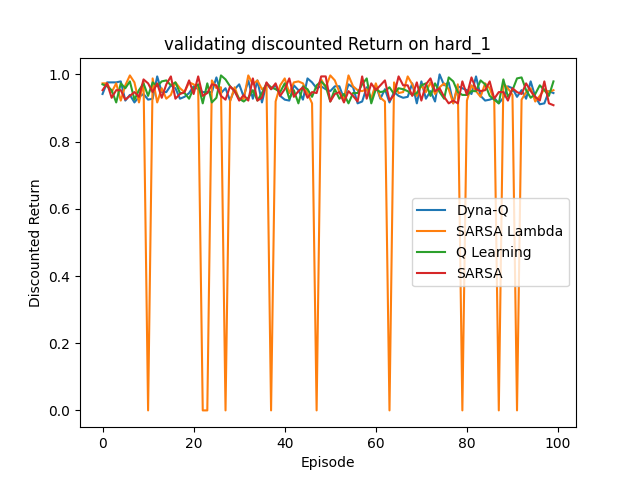 validating discounted Return on hard_1
Discounted Return
1.0
0.8
0.6
0.4
0.2
0.0
Dyna-Q
SARSA Lambda
Q Learning
SARSA
0
20
40
60
80
100
Episode